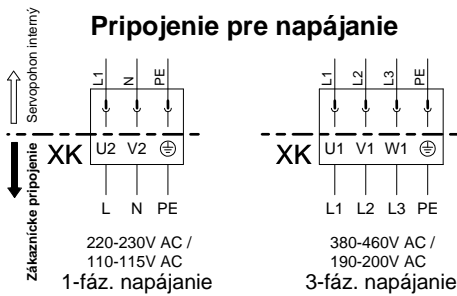 Pripojenie pre napájanie
Servopohon interný
Zákaznícke pripojenie
L1 N PE
XK U2 V2
L N PE
220-230V AC /
110-115V AC
1-fáz. napájanie
L1 L2 L3 PE
XK U1 V1 W1
L1 L2 L3 PE
380-460V AC /
190-200V AC
3-fáz. napájanie